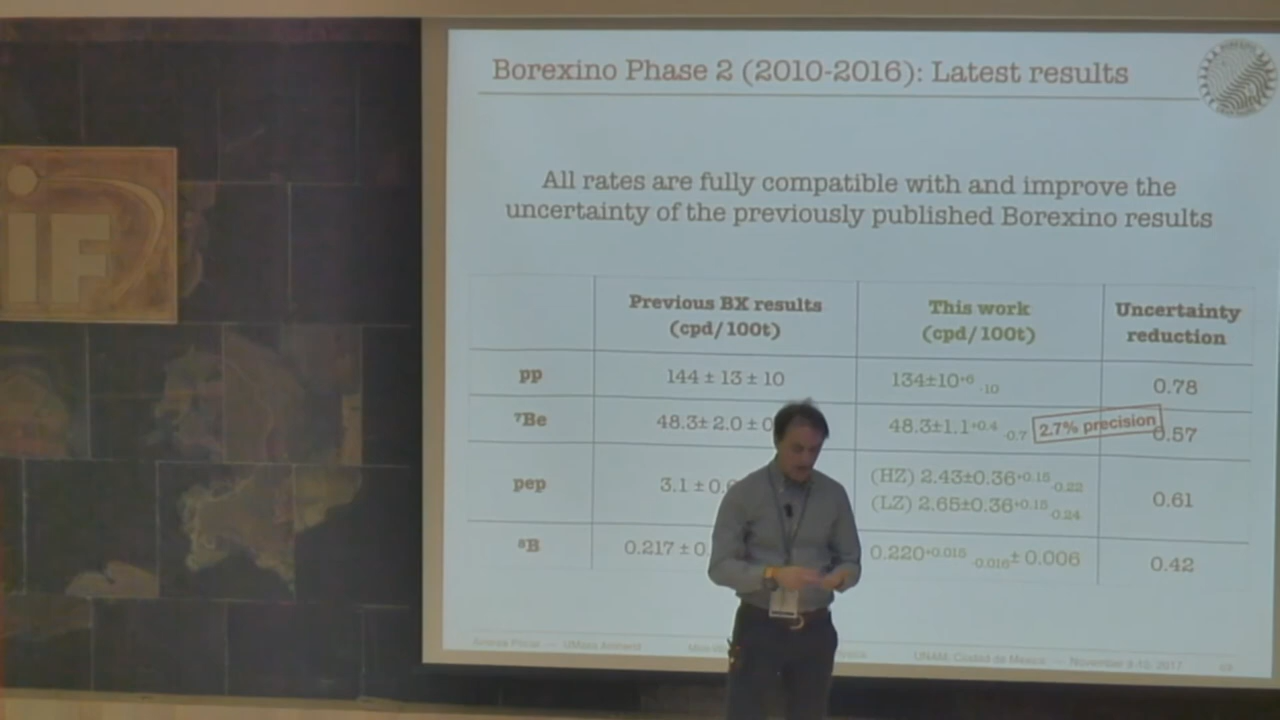 Borexino Phase 2 (2010-2016): Latest results
iF
All rates are fully compatible with and improve the
uncertainty of the previously published Borexino results
Previous BX results
(cpd/100t)
This work
(cpd/100t)
Uncertainty
reduction
pp
144 ± 13 ± 10
134±10+6 -10
0.78
7Be
48.3± 2.0 ± 0
48.3±1.1+0.4 -0.7
2.7% precision
0.57
pep
3.1 ± 0.
(HZ) 2.43±0.36+0.15 -0.22
(LZ) 2.65±0.36+0.15 -0.24
0.61
8B
0.217 ± 0.
0.220+0.015 -0.016 ± 0.006
0.42
— UMass Amherst
UNAM, Ciudad de Mexico — November 2017